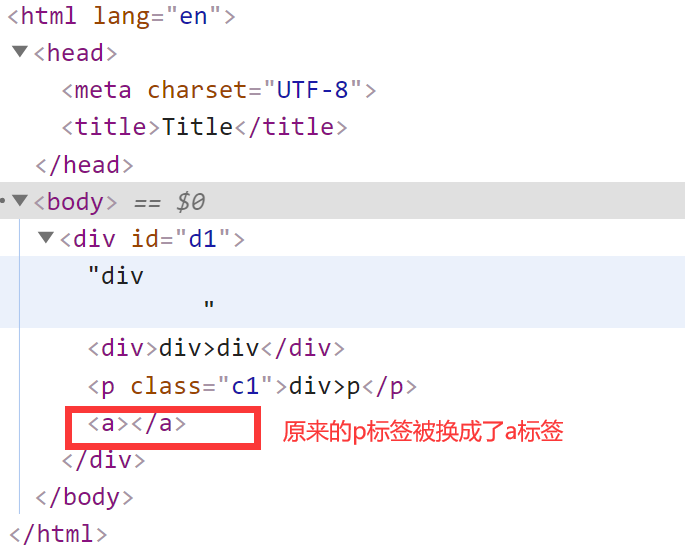 <html lang="en">
<head>
<meta charset="UTF-8">
<title>Title</title>
</head>
<body> == $0
<div id="d1">
"div
"
<div>div>div</div>
<p class="c1">div>p</p>
<a></a> 原来的p标签被换成了a标签
</div>
</body>
</html>